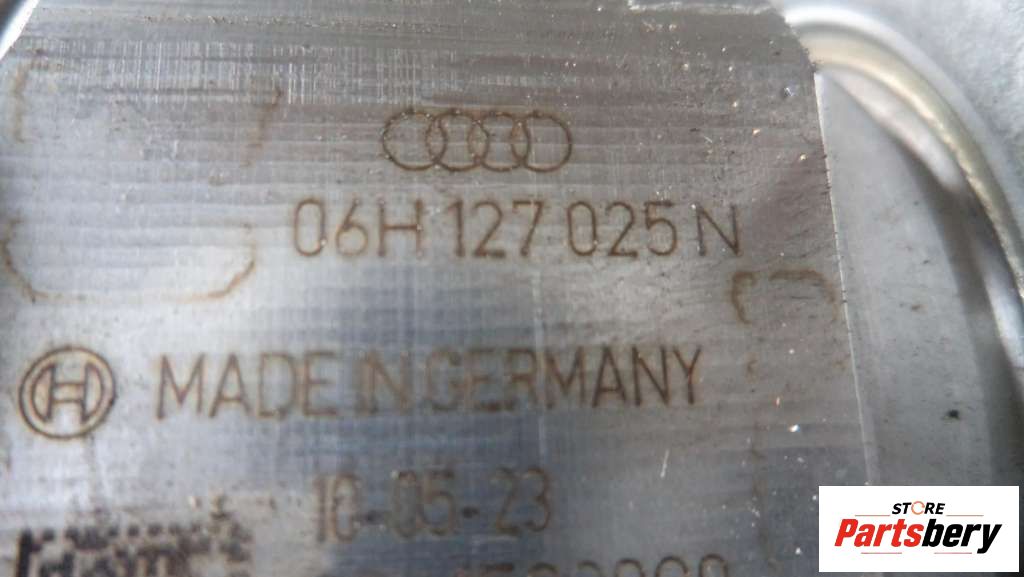 06H 127 025 N
MADE IN GERMANY
10-05-23
STORE
Partsbery